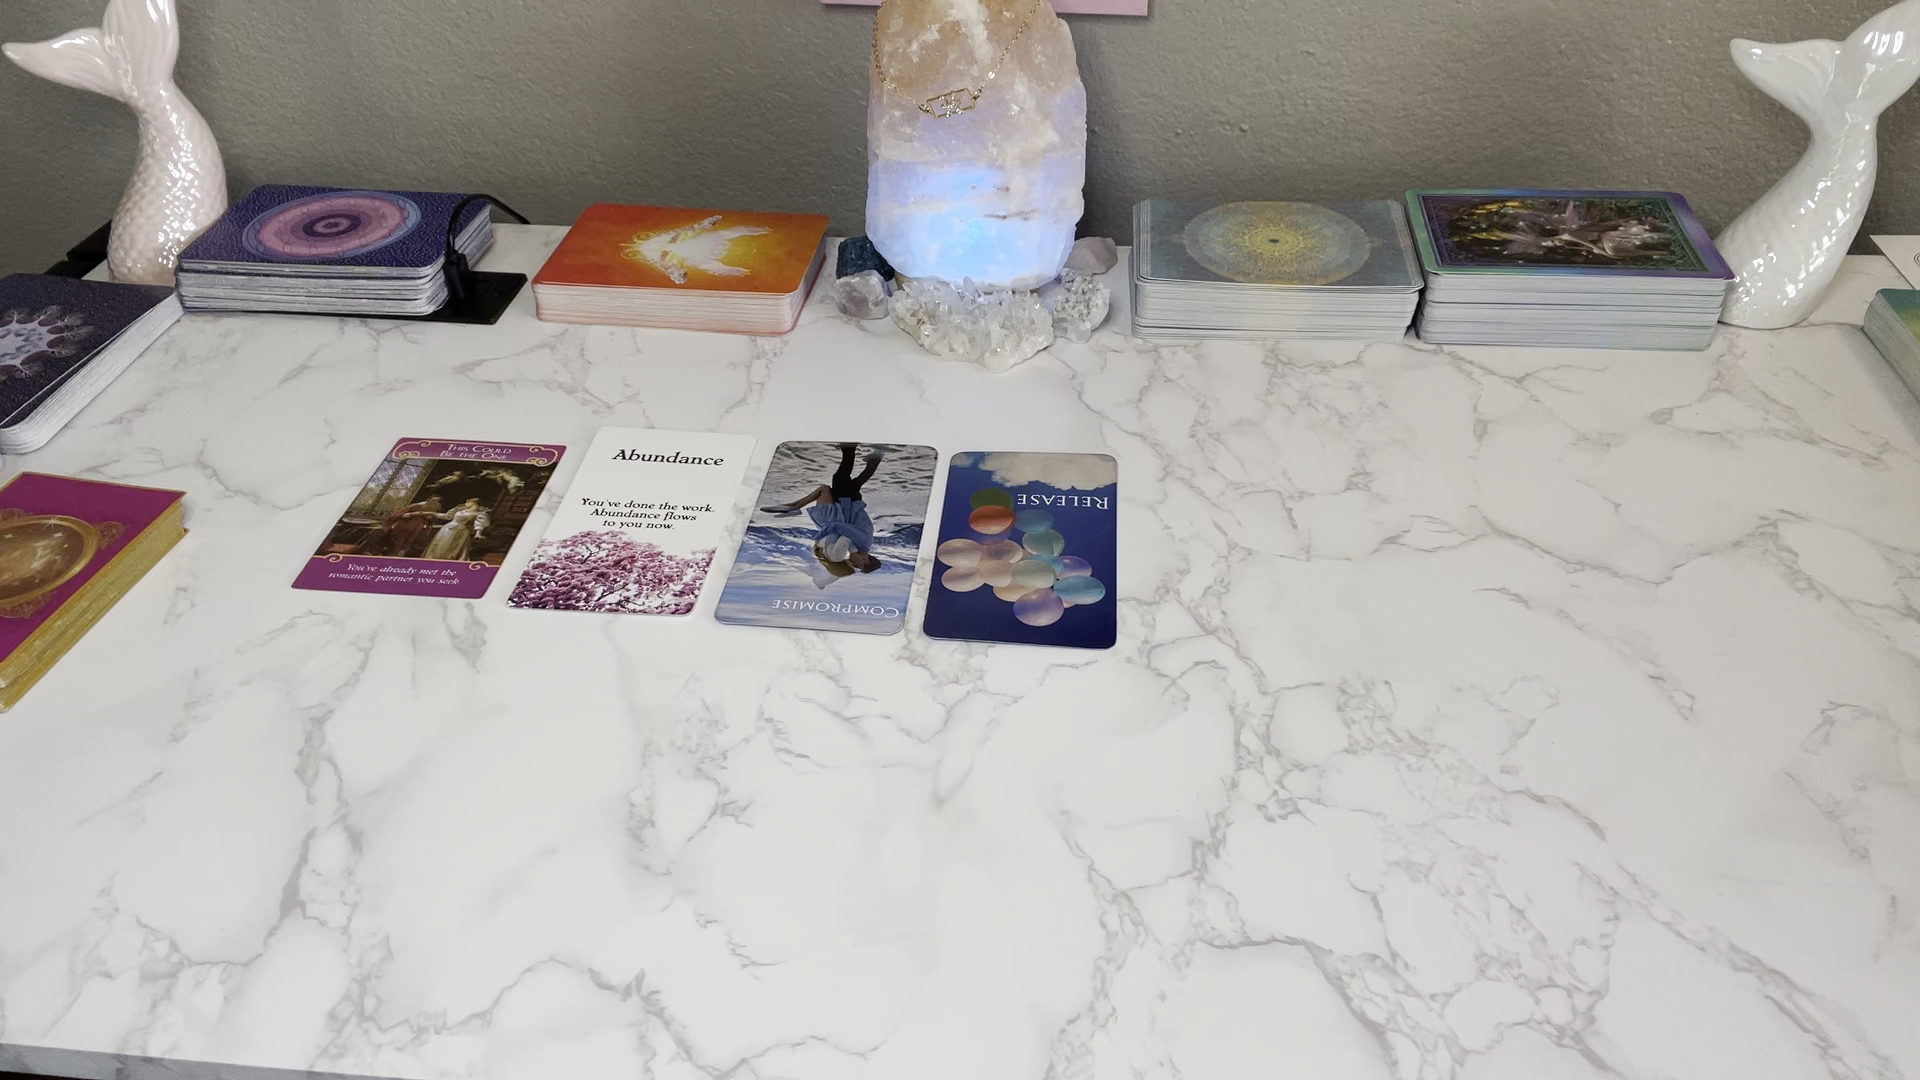 THIS COULD
BE THE ONE
You've already met the
romantic partner you seek.
Abundance
You've done the work.
Abundance flows
to you now.
COMPROMISE
RELEASE